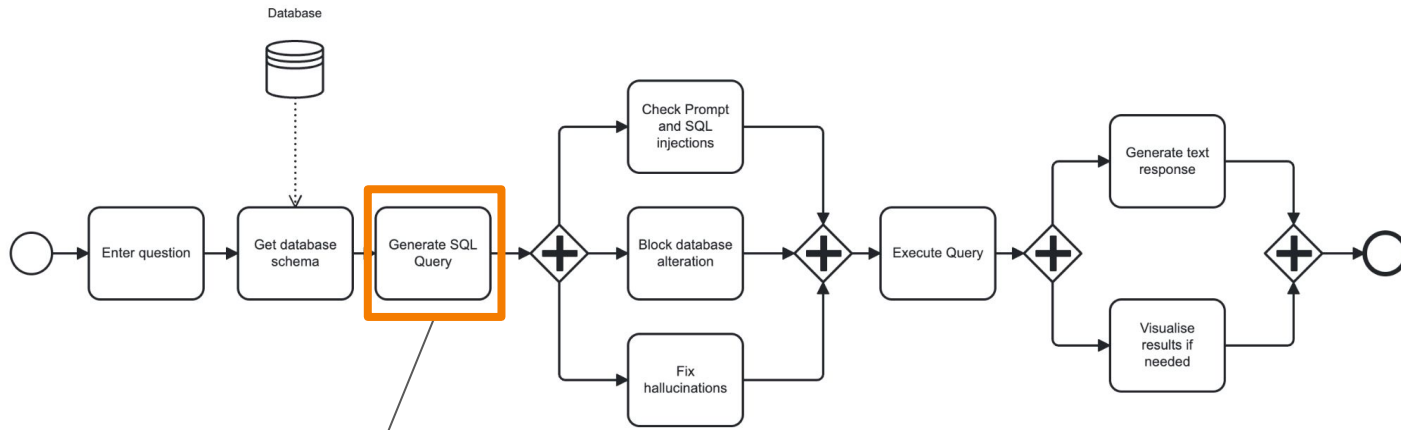 Database
Enter question
Get database
schema
Generate SQL
Query
Check Prompt
and SQL
injections
Block database
alteration
Fix
hallucinations
Execute Query
Generate text
response
Visualise
results if
needed